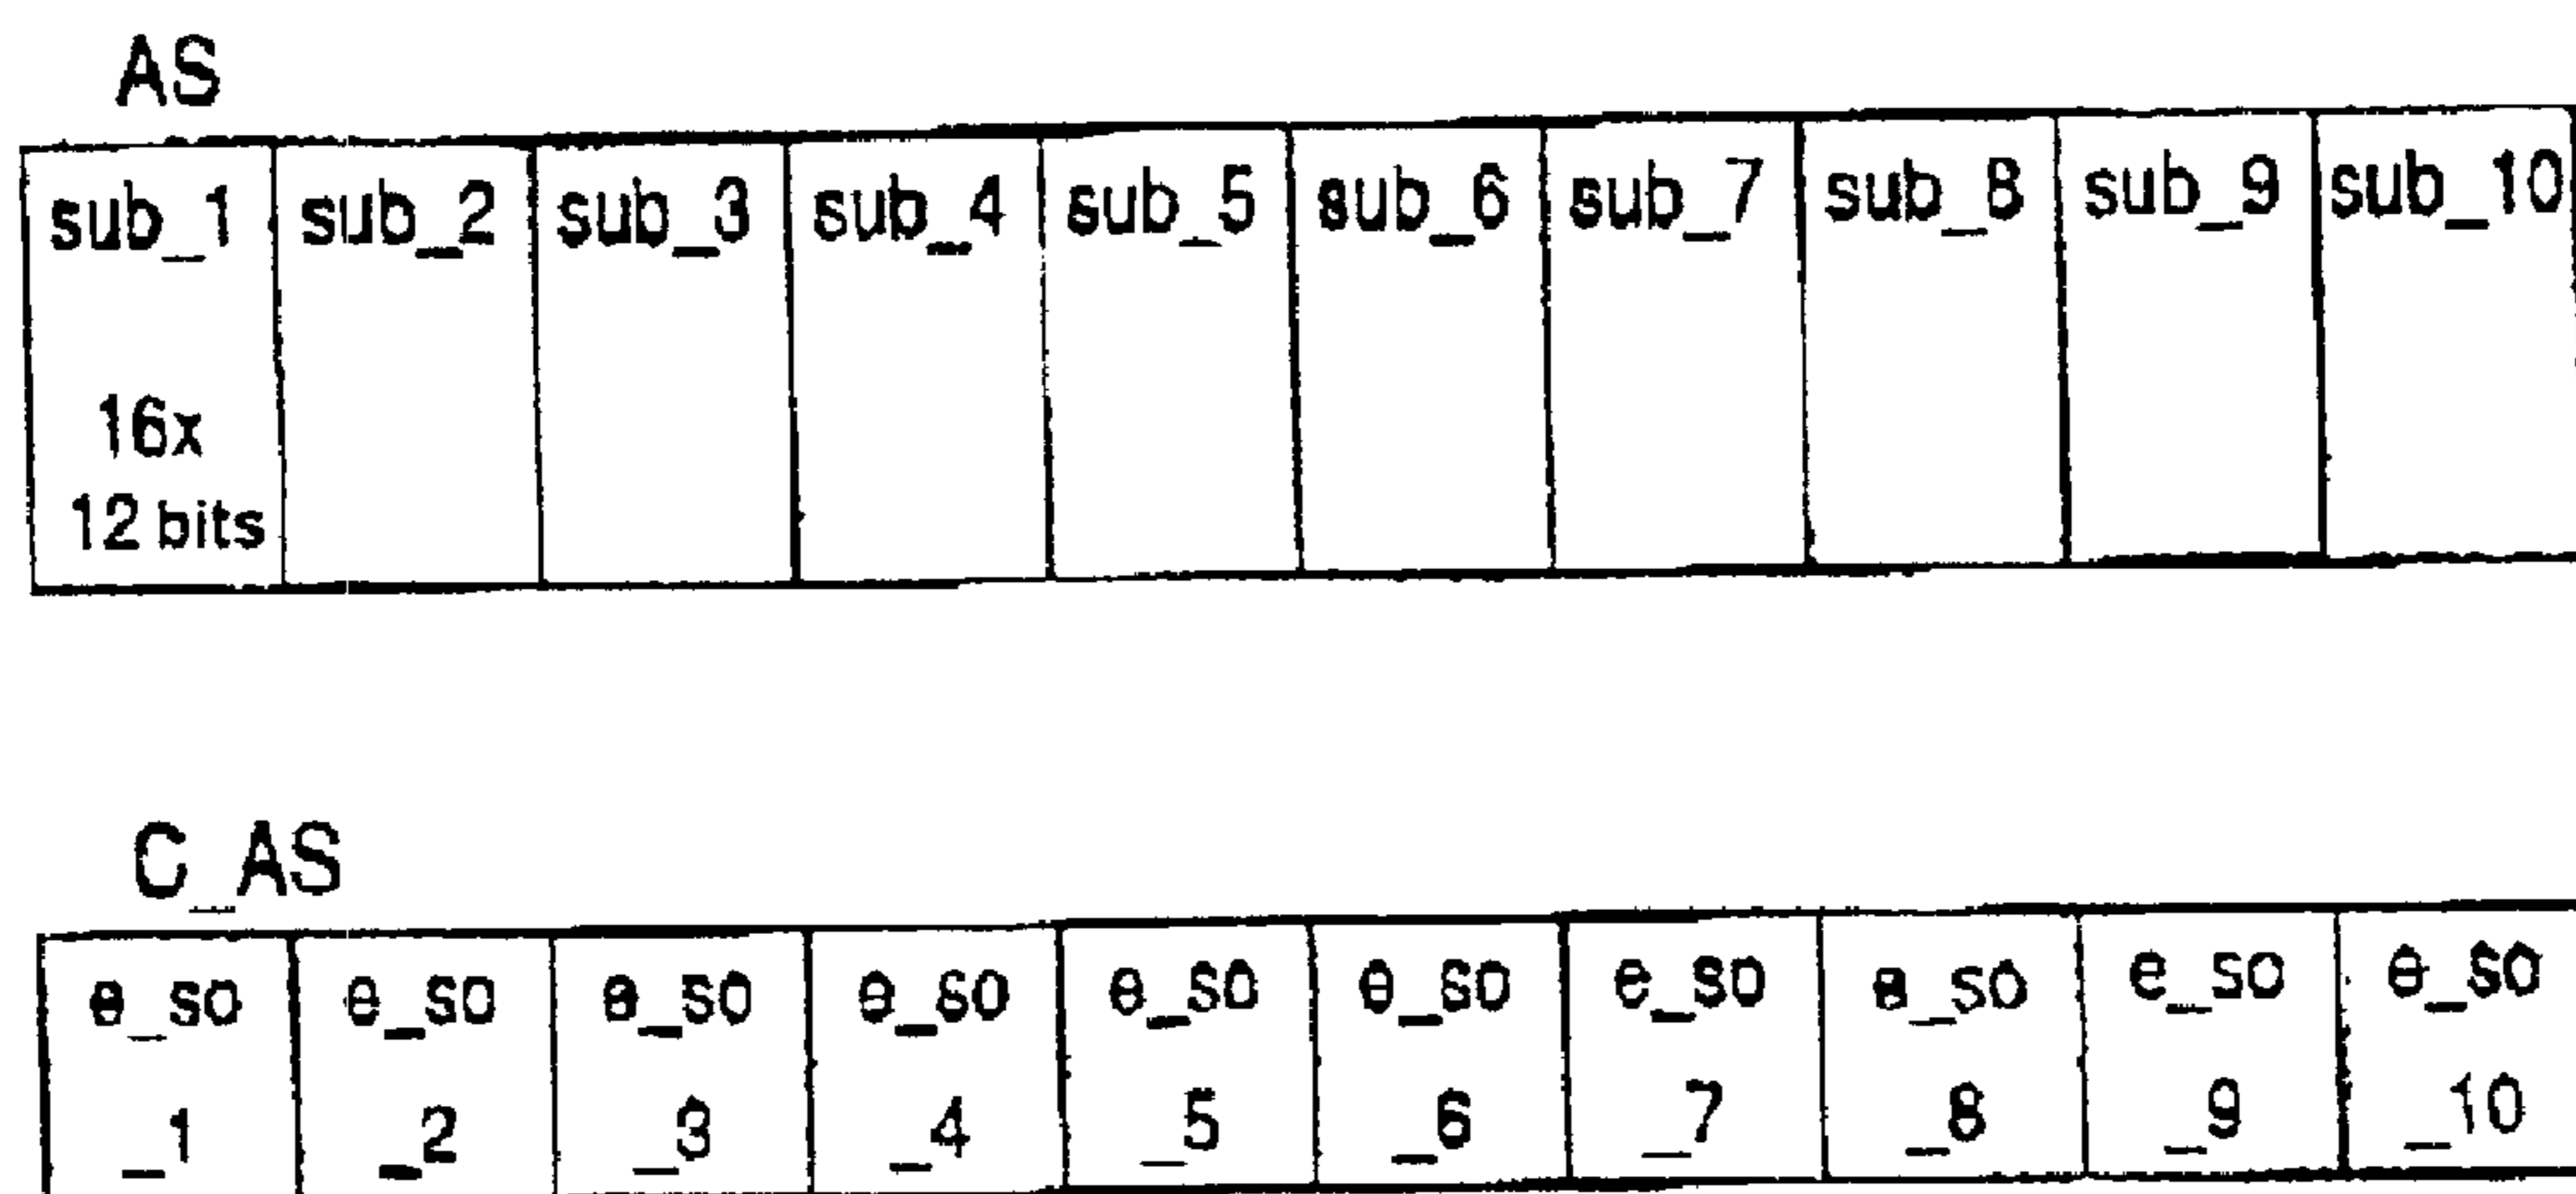 AS
sub_1 sub_2 sub_3 sub_4 sub_5 sub_6 sub_7 sub_8 sub_9 sub_10
16x
12 bits
C_AS
e_so e_so e_so e_so e_so e_so e_so e_so e_so e_so
_1 _2 _3 _4 _5 _6 _7 _8 _9 _10